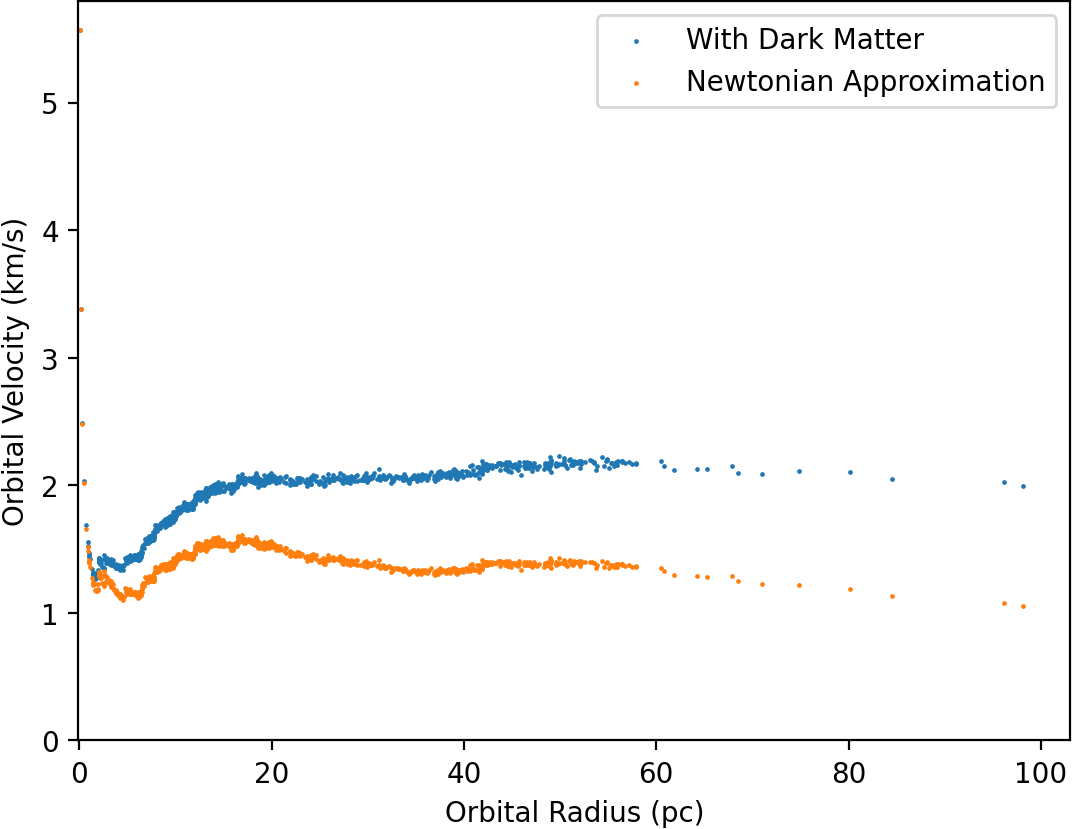 With Dark Matter
Newtonian Approximation
5
4
3
2
1
0
Orbital Velocity (km/s)
0 20 40 60 80 100
Orbital Radius (pc)